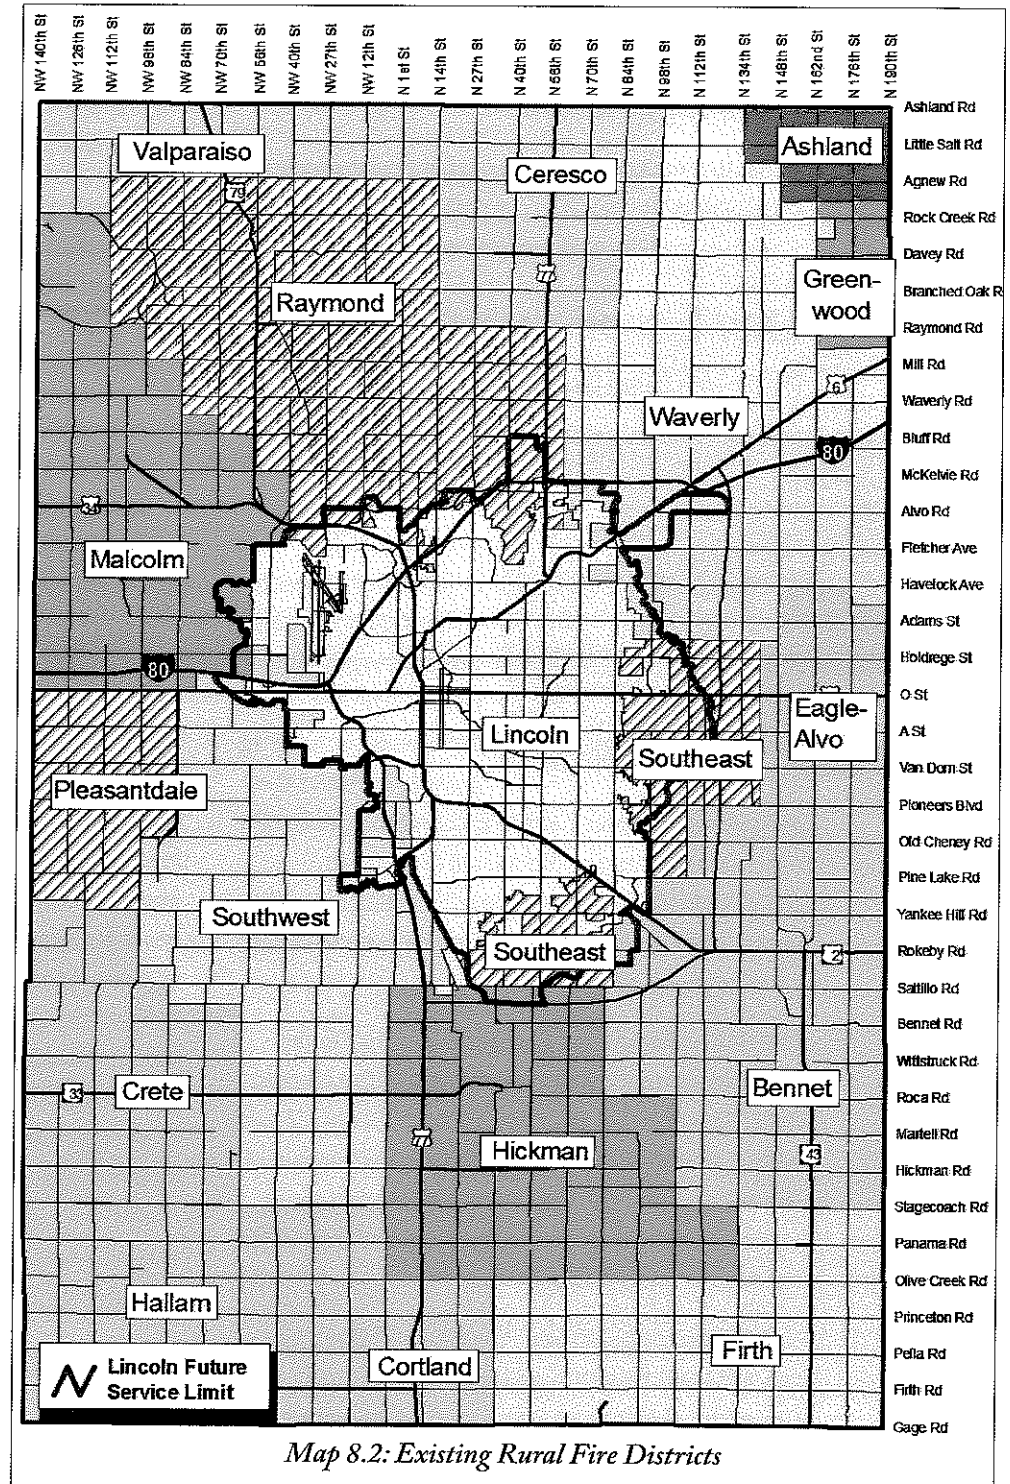 NW 140th St
NW 126th St
NW 112th St
NW 98th St
NW 84th St
NW 70th St
NW 56th St
NW 40th St
NW 27th St
NW 12th St
N 1st St
N 14th St
N 27th St
N 40th St
N 56th St
N 70th St
N 84th St
N 98th St
N 112th St
N 134th St
N 148th St
N 162nd St
N 176th St
N 190th St
Ashland Rd
Little Salt Rd
Agnew Rd
Rock Creek Rd
Davey Rd
Branched Oak R
Raymond Rd
Mill Rd
Waverly Rd
Bluff Rd
McKelvie Rd
Alvo Rd
Fletcher Ave
Havelock Ave
Adams St
Holdrege St
O St
A St
Van Dorn St
Pioneers Blvd
Old Cheney Rd
Pine Lake Rd
Yankee Hill Rd
Rokeby Rd
Saltillo Rd
Bennet Rd
Wittstruck Rd
Roca Rd
Martell Rd
Hickman Rd
Stagecoach Rd
Panama Rd
Olive Creek Rd
Princeton Rd
Pella Rd
Firth Rd
Gage Rd
Valparaiso
Ashland
Ceresco
79
77
Raymond
Green-
wood
6
Waverly
80
34
Malcolm
80
Lincoln
Eagle-
Alvo
Southeast
Pleasantdale
Southwest
Southeast
2
33
Crete
Bennet
77
Hickman
43
Hallam
Cortland
Firth
Lincoln Future
Service Limit
Map 8.2: Existing Rural Fire Districts